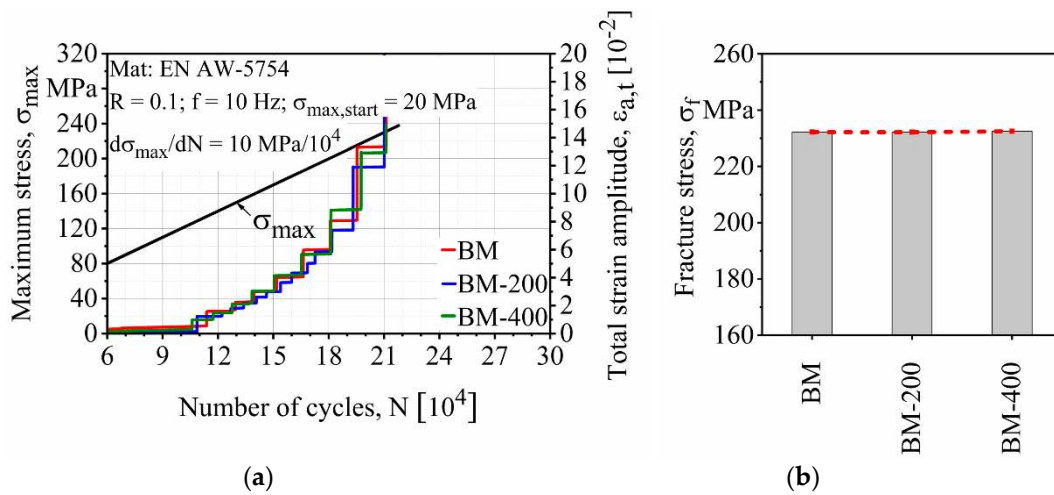 320
MPa
240
200
160
120
80
40
0
Maximum stress, σmax
Mat: EN AW-5754
R = 0.1; f = 10 Hz; σmax,start = 20 MPa
dσmax/dN = 10 MPa/10⁴
σmax
BM
BM-200
BM-400
20
18
16
14
12
10
8
6
4
2
0
Total strain amplitude, εa,t [10⁻²]
6 9 12 15 18 21 24 27 30
Number of cycles, N [10⁴]
(a)
260
MPa
220
200
180
160
Fracture stress, σf
BM
BM-200
BM-400
(b)